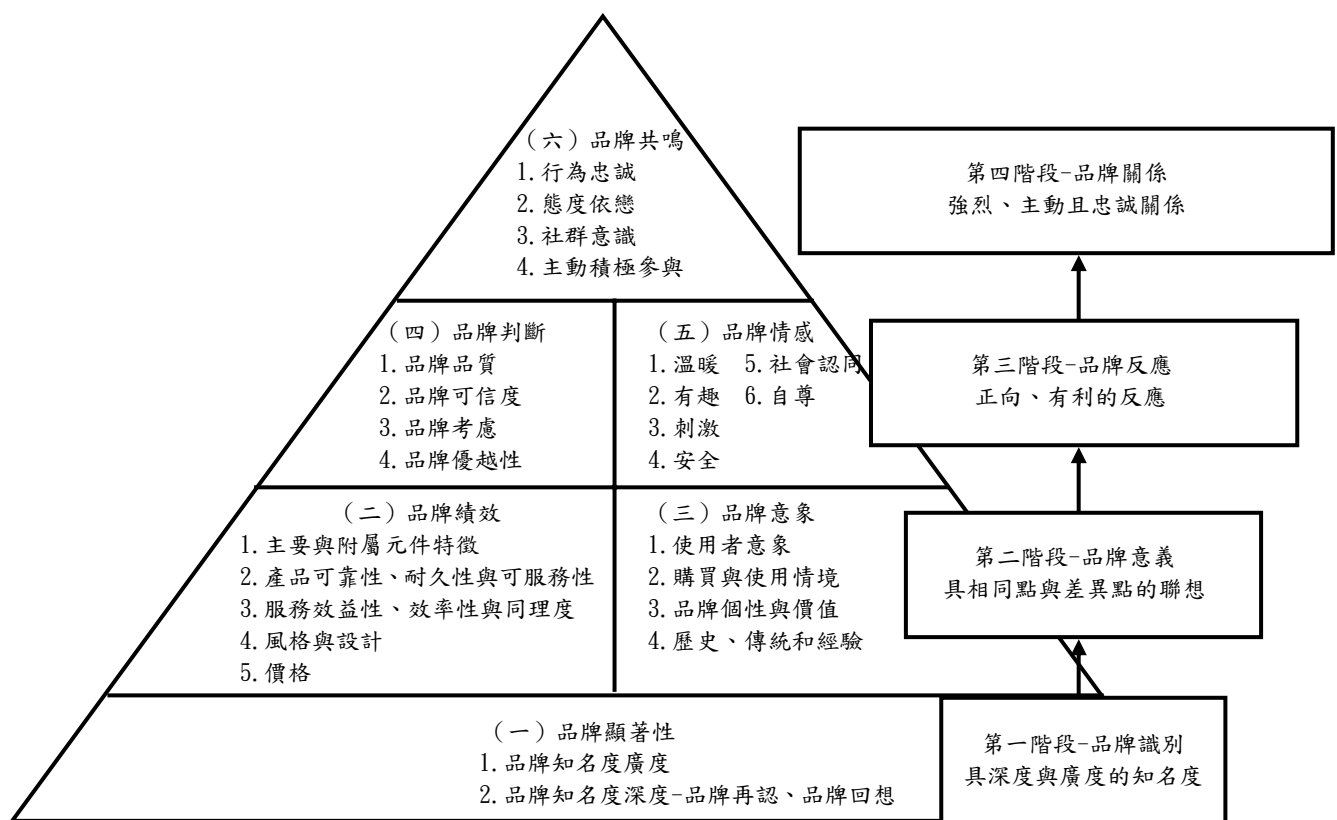 （六）品牌共鳴
1.行為忠誠
2.態度依戀
3.社群意識
4.主動積極參與
第四階段-品牌關係
強烈、主動且忠誠關係
（四）品牌判斷
1.品牌品質
2.品牌可信度
3.品牌考慮
4.品牌優越性
（五）品牌情感
1.溫暖 5.社會認同
2.有趣 6.自尊
3.刺激
4.安全
第三階段-品牌反應
正向、有利的反應
（二）品牌績效
1.主要與附屬元件特徵
2.產品可靠性、耐久性與可服務性
3.服務效益性、效率性與同理度
4.風格與設計
5.價格
（三）品牌意象
1.使用者意象
2.購買與使用情境
3.品牌個性與價值
4.歷史、傳統和經驗
第二階段-品牌意義
具相同點與差異點的聯想
（一）品牌顯著性
1.品牌知名度廣度
2.品牌知名度深度-品牌再認、品牌回想
第一階段-品牌識別
具深度與廣度的知名度